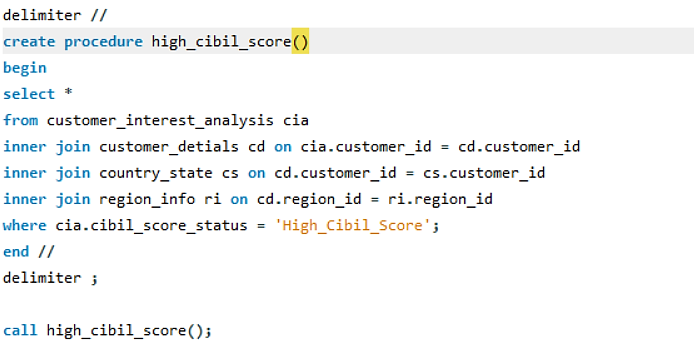 delimiter //
create procedure high_cibil_score()
begin
select *
from customer_interest_analysis cia
inner join customer_detials cd on cia.customer_id = cd.customer_id
inner join country_state cs on cd.customer_id = cs.customer_id
inner join region_info ri on cd.region_id = ri.region_id
where cia.cibil_score_status = 'High_Cibil_Score';
end //
delimiter ;
call high_cibil_score();